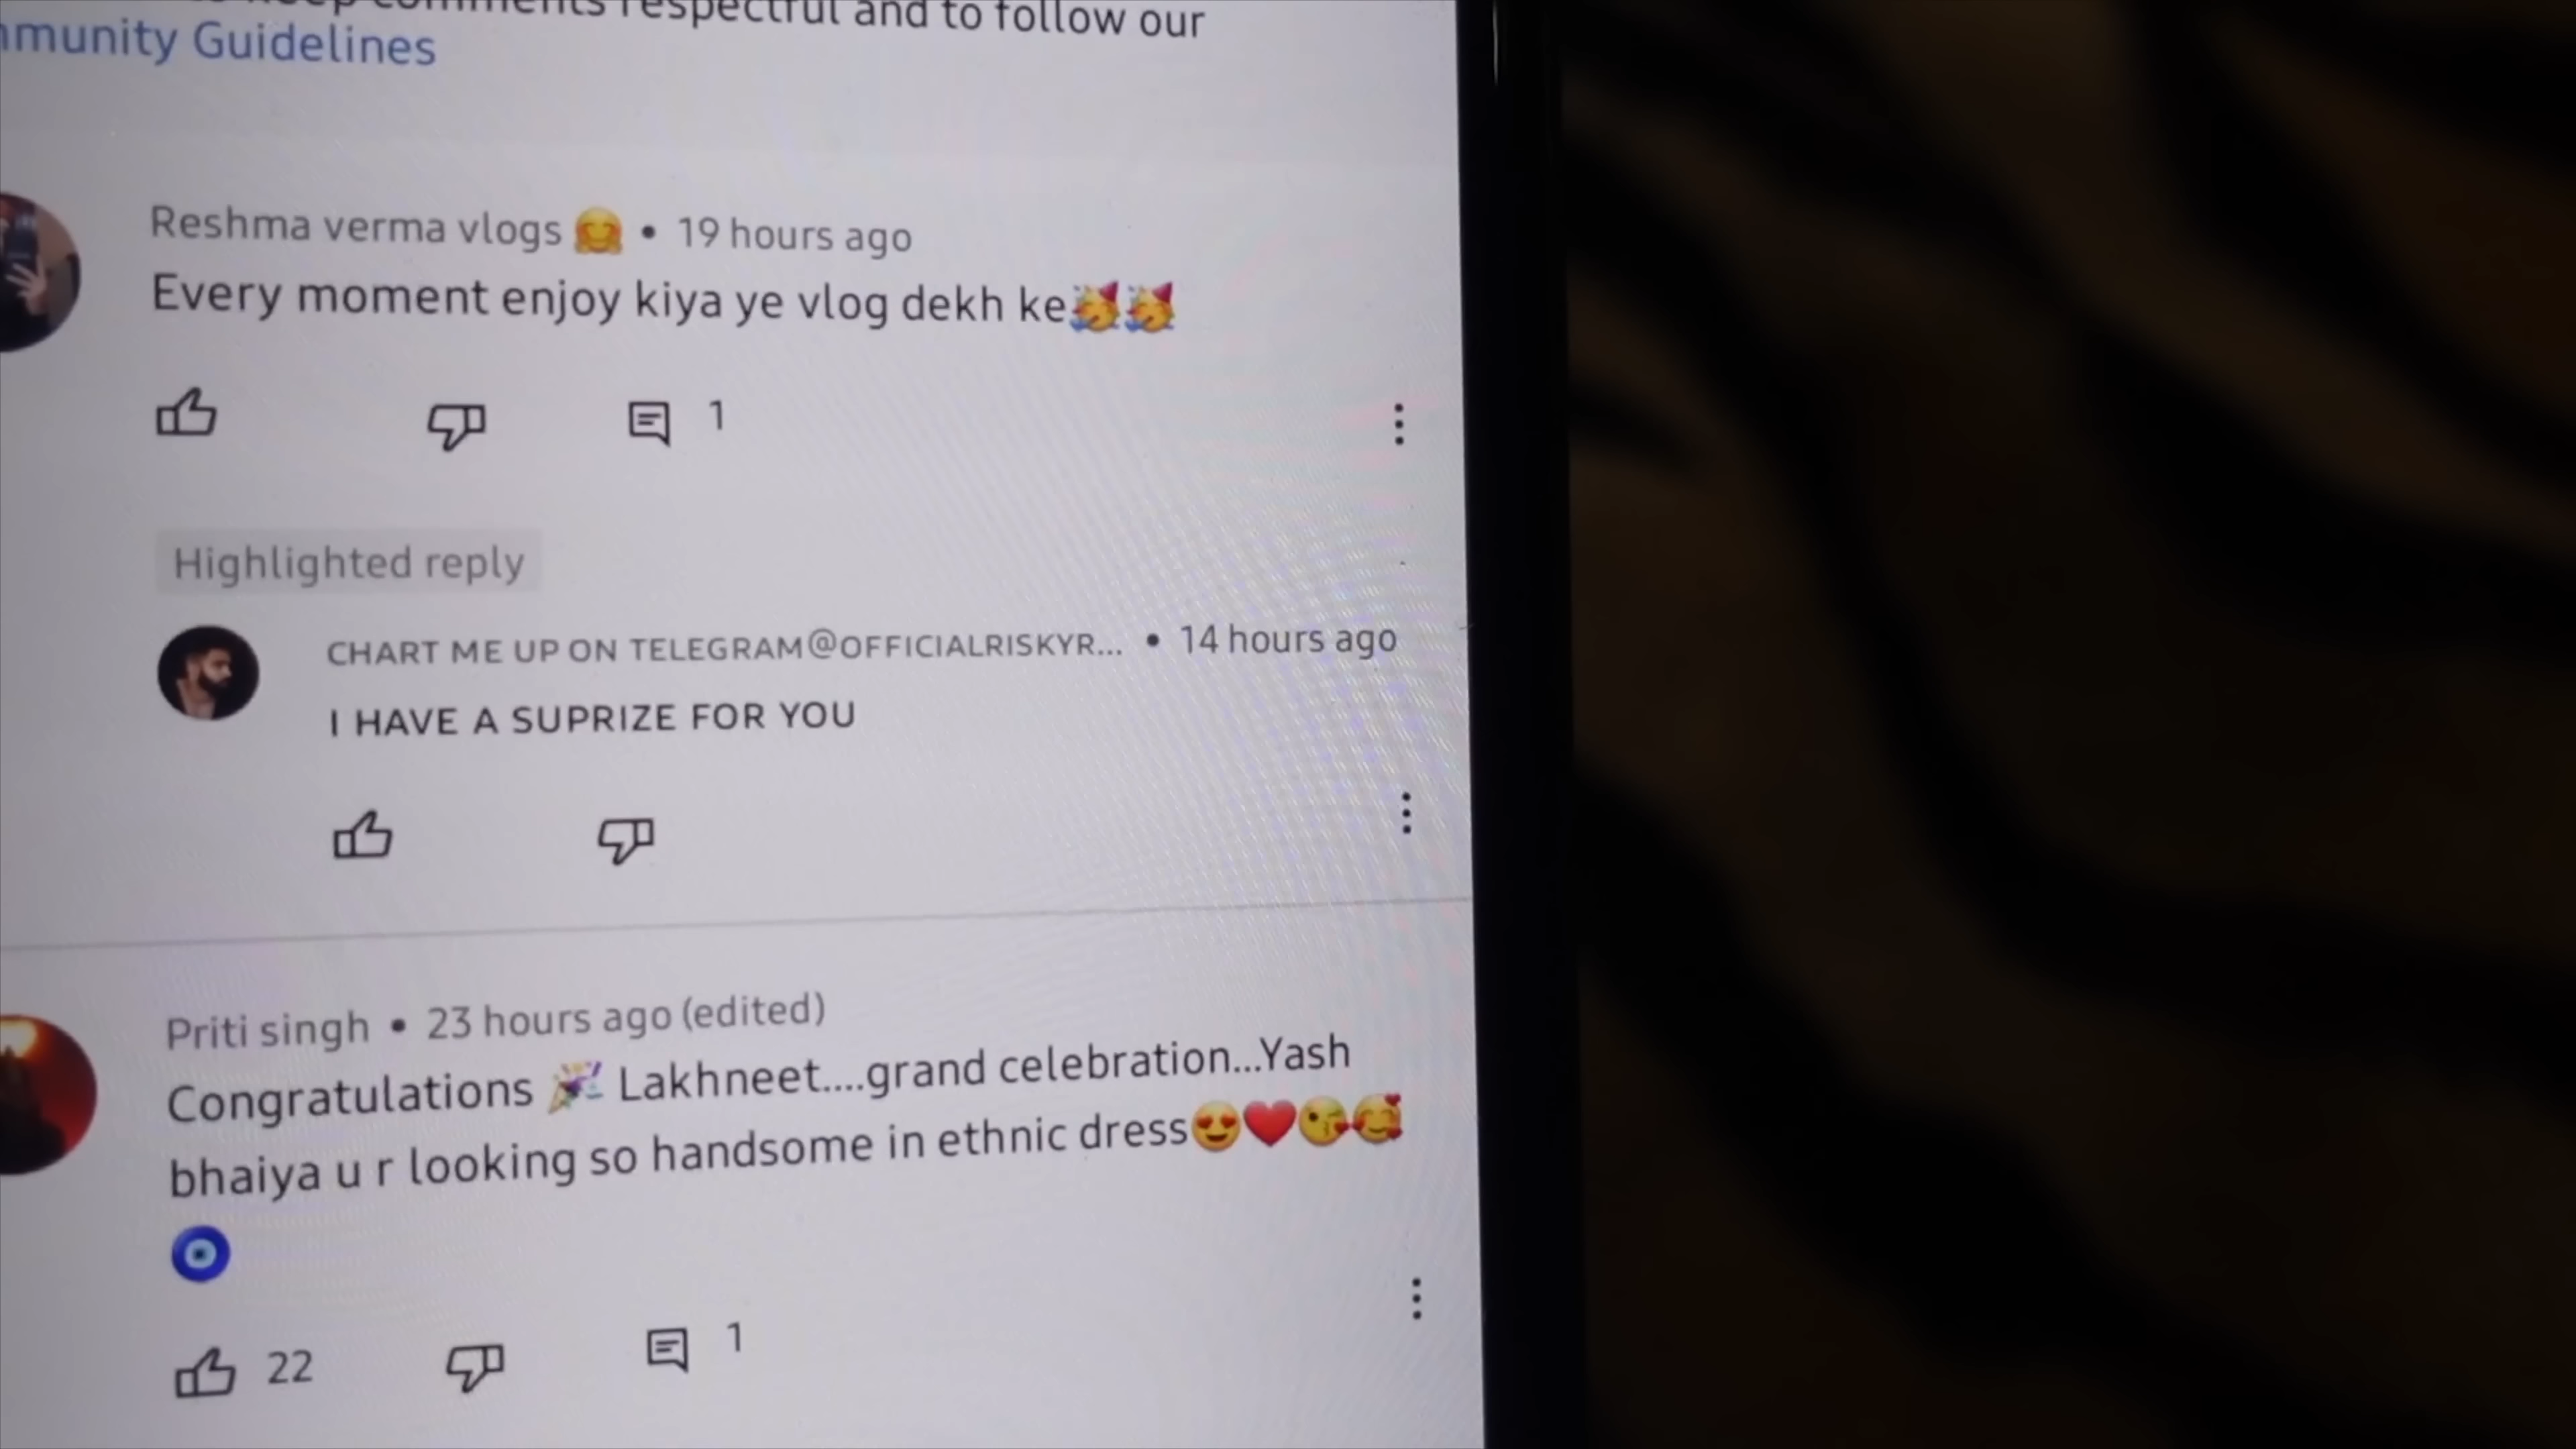 keep comments respectful and to follow our
Guidelines
Reshma verma vlogs 🤗 • 19 hours ago
Every moment enjoy kiya ye vlog dekh ke🥳🥳
1
Highlighted reply
CHART ME UP ON TELEGRAM@OFFICIALRISKYR... • 14 hours ago
I HAVE A SUPRIZE FOR YOU
Priti singh • 23 hours ago (edited)
Congratulations 🎉 Lakhneet....grand celebration...Yash
bhaiya u r looking so handsome in ethnic dress😍❤️😘🥰
🧿
22 1